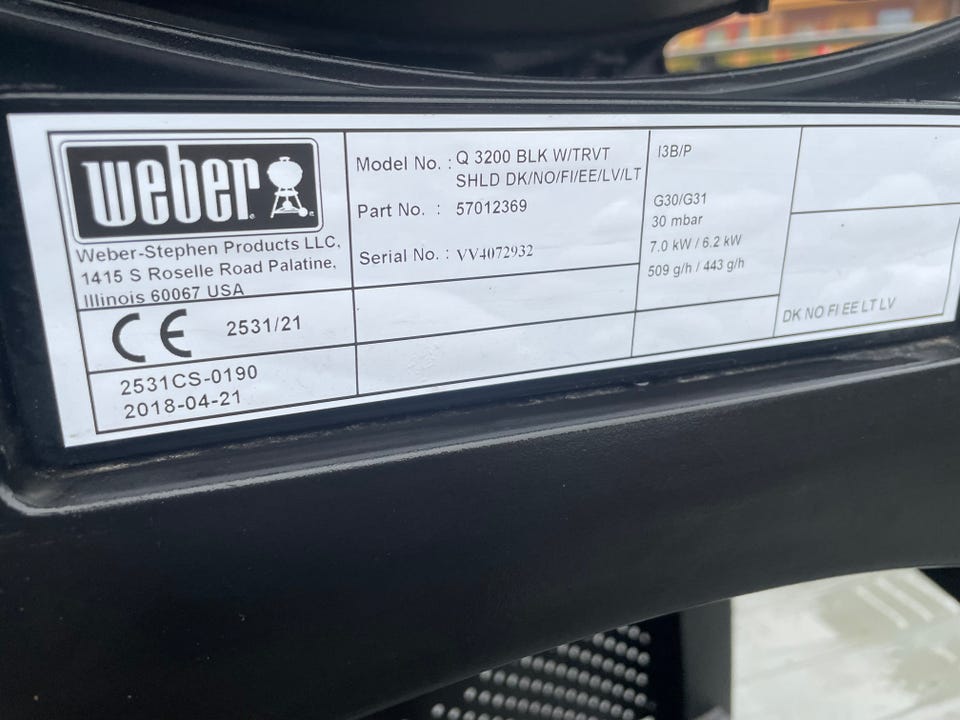 weber
Weber-Stephen Products LLC.
1415 S Roselle Road Palatine,
Illinois 60067 USA
CE 2531/21
2531CS-0190
2018-04-21
Model No. : Q 3200 BLK W/TRVT
SHLD DK/NO/FI/EE/LV/LT
Part No. : 57012369
Serial No. : VV4072932
I3B/P
G30/G31
30 mbar
7.0 kW / 6.2 kW
509 g/h / 443 g/h
DK NO FI EE LT LV